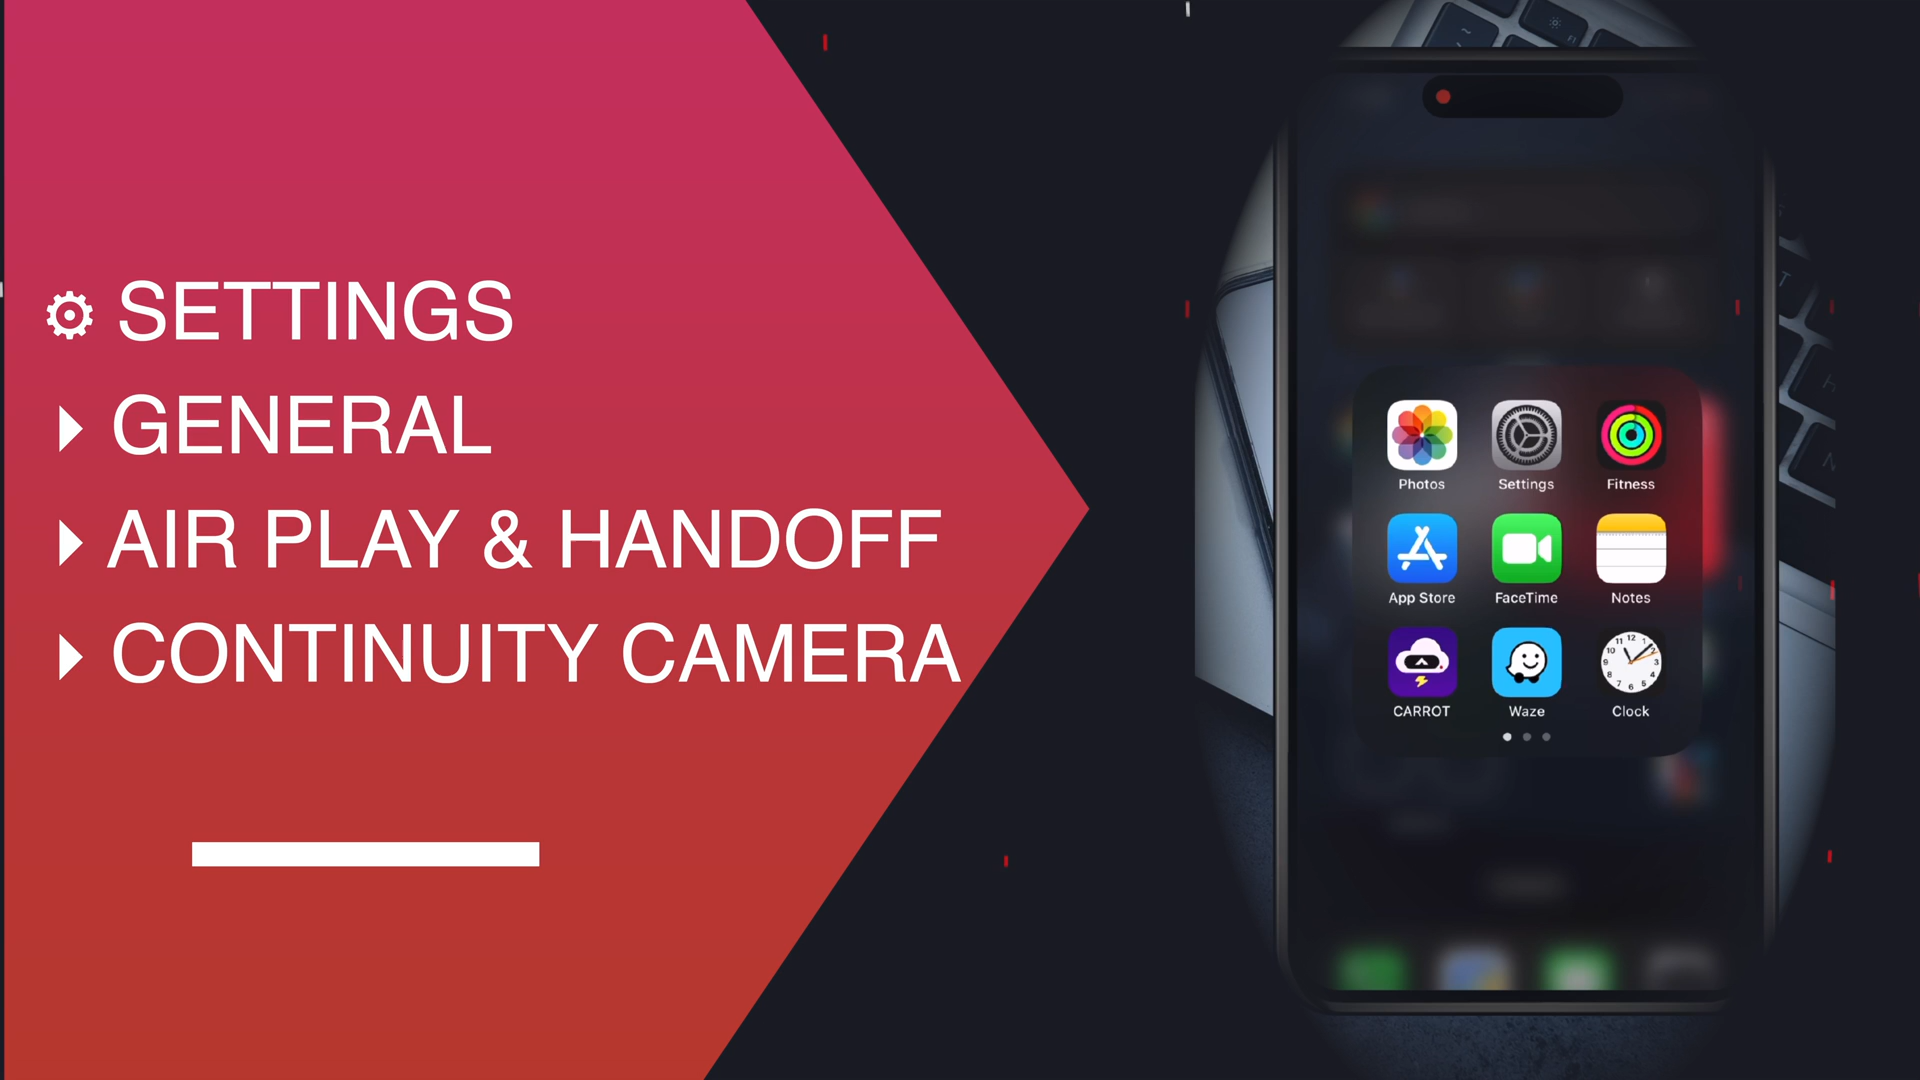 ⚙ SETTINGS
GENERAL
AIR PLAY & HANDOFF
CONTINUITY CAMERA
Photos Settings Fitness
App Store FaceTime Notes
CARROT Waze Clock